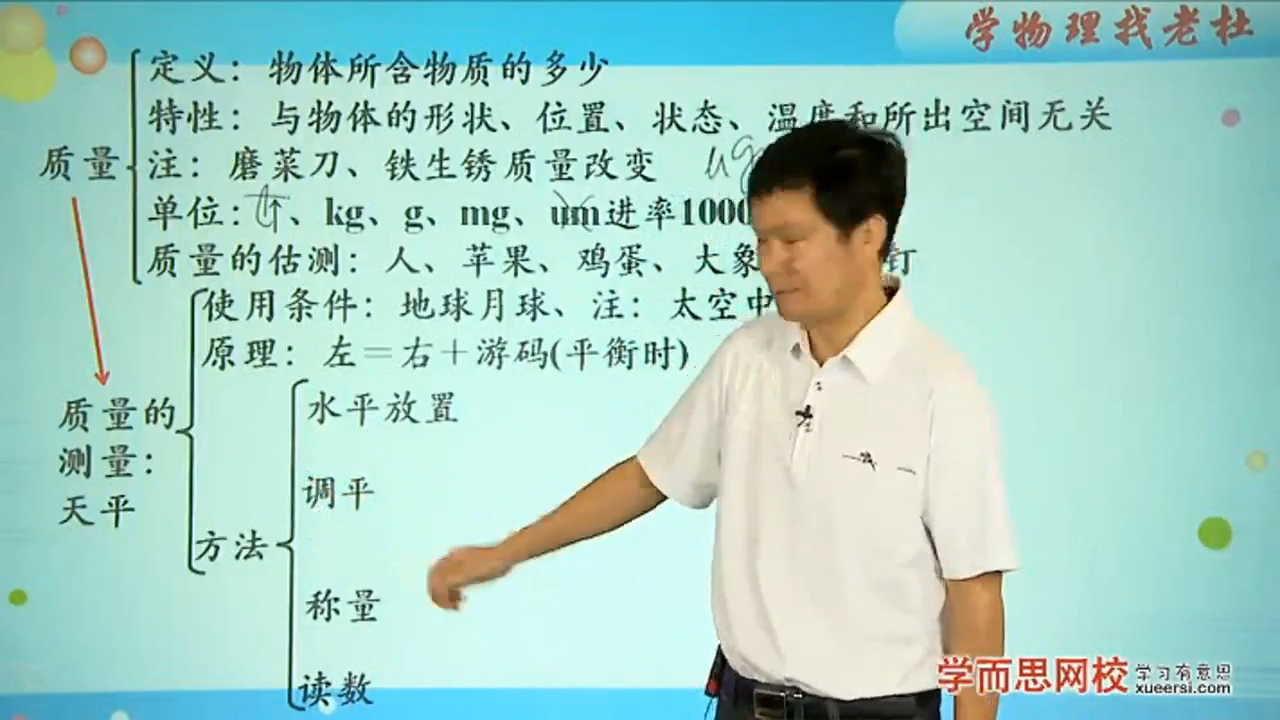 学物理找老杜
定义：物体所含物质的多少
特性：与物体的形状、位置、状态、温度和所出空间无关
质量
注：磨菜刀、铁生锈质量改变 ug
单位：t、kg、g、mg、um进率1000
质量的估测：人、苹果、鸡蛋、大象 钉
使用条件：地球月球、注：太空中
原理：左＝右＋游码(平衡时)
质量的
测量：
天平
水平放置
调平
方法
称量
读数
学而思网校 学习有意思
xueersi.com